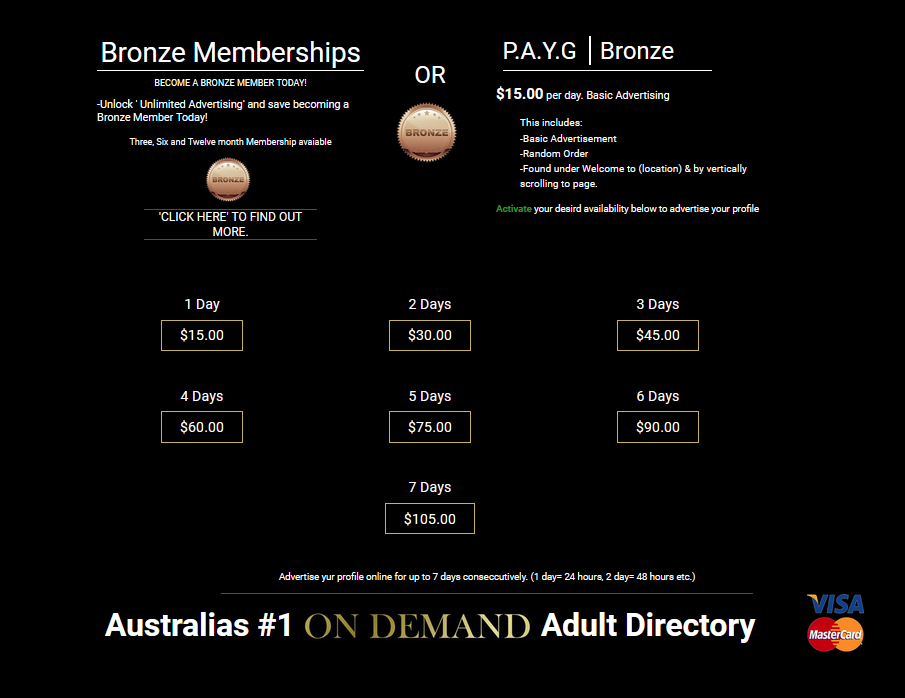 Bronze Memberships
BECOME A BRONZE MEMBER TODAY!
-Unlock ' Unlimited Advertising' and save becoming a
Bronze Member Today!
Three, Six and Twelve month Membership avaiable
BRONZE
'CLICK HERE' TO FIND OUT
MORE.
OR
BRONZE
P.A.Y.G | Bronze
$15.00 per day. Basic Advertising
This includes:
-Basic Advertisement
-Random Order
-Found under Welcome to (location) & by vertically
scrolling to page.
Activate your desird availability below to advertise your profile
1 Day
2 Days
3 Days
$15.00
$30.00
$45.00
4 Days
5 Days
6 Days
$60.00
$75.00
$90.00
7 Days
$105.00
Advertise yur profile online for up to 7 days conseccutively. (1 day= 24 hours, 2 day= 48 hours etc.)
Australias #1 ON DEMAND Adult Directory
VISA
MasterCard